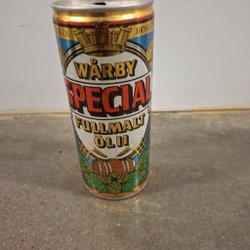 WÅRBY
SPECIAL
FULLMALT
ÖL II